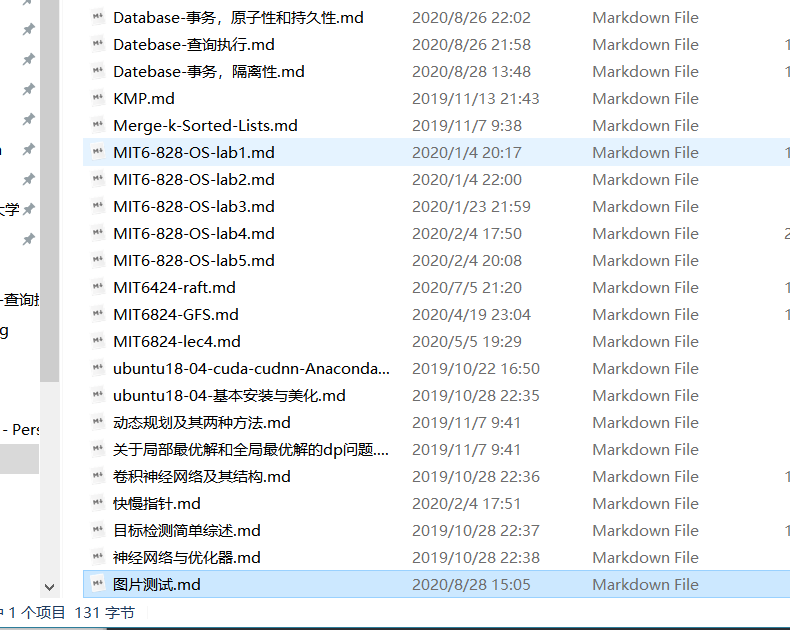 Database-事务，原子性和持久性.md 2020/8/26 22:02 Markdown File
Datebase-查询执行.md 2020/8/26 21:58 Markdown File 1
Datebase-事务，隔离性.md 2020/8/28 13:48 Markdown File 1
KMP.md 2019/11/13 21:43 Markdown File
Merge-k-Sorted-Lists.md 2019/11/7 9:38 Markdown File
MIT6-828-OS-lab1.md 2020/1/4 20:17 Markdown File 1
MIT6-828-OS-lab2.md 2020/1/4 22:00 Markdown File
大学 MIT6-828-OS-lab3.md 2020/1/23 21:59 Markdown File
MIT6-828-OS-lab4.md 2020/2/4 17:50 Markdown File 2
MIT6-828-OS-lab5.md 2020/2/4 20:08 Markdown File
MIT6424-raft.md 2020/7/5 21:20 Markdown File 1
-查询执 MIT6824-GFS.md 2020/4/19 23:04 Markdown File 1
g MIT6824-lec4.md 2020/5/5 19:29 Markdown File
ubuntu18-04-cuda-cudnn-Anaconda... 2019/10/22 16:50 Markdown File
ubuntu18-04-基本安装与美化.md 2019/10/28 22:35 Markdown File
- Pers 动态规划及其两种方法.md 2019/11/7 9:41 Markdown File
关于局部最优解和全局最优解的dp问题.... 2019/11/7 9:41 Markdown File
卷积神经网络及其结构.md 2019/10/28 22:36 Markdown File 1
快慢指针.md 2020/2/4 17:51 Markdown File
目标检测简单综述.md 2019/10/28 22:37 Markdown File 1
神经网络与优化器.md 2019/10/28 22:38 Markdown File
图片测试.md 2020/8/28 15:05 Markdown File
中 1 个项目 131 字节